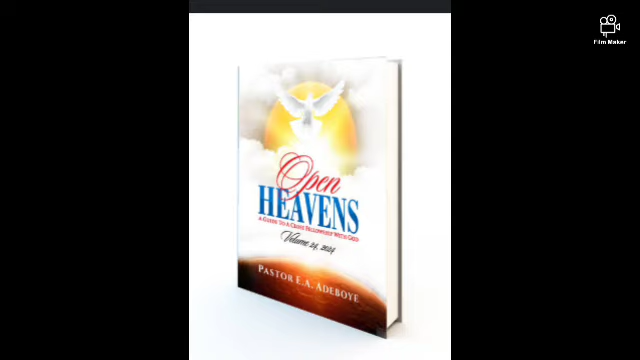 Film Maker
Open
HEAVENS
A GUIDE TO A CLOSE FELLOWSHIP WITH GOD
Volume 24, 2024
PASTOR E.A. ADEBOYE